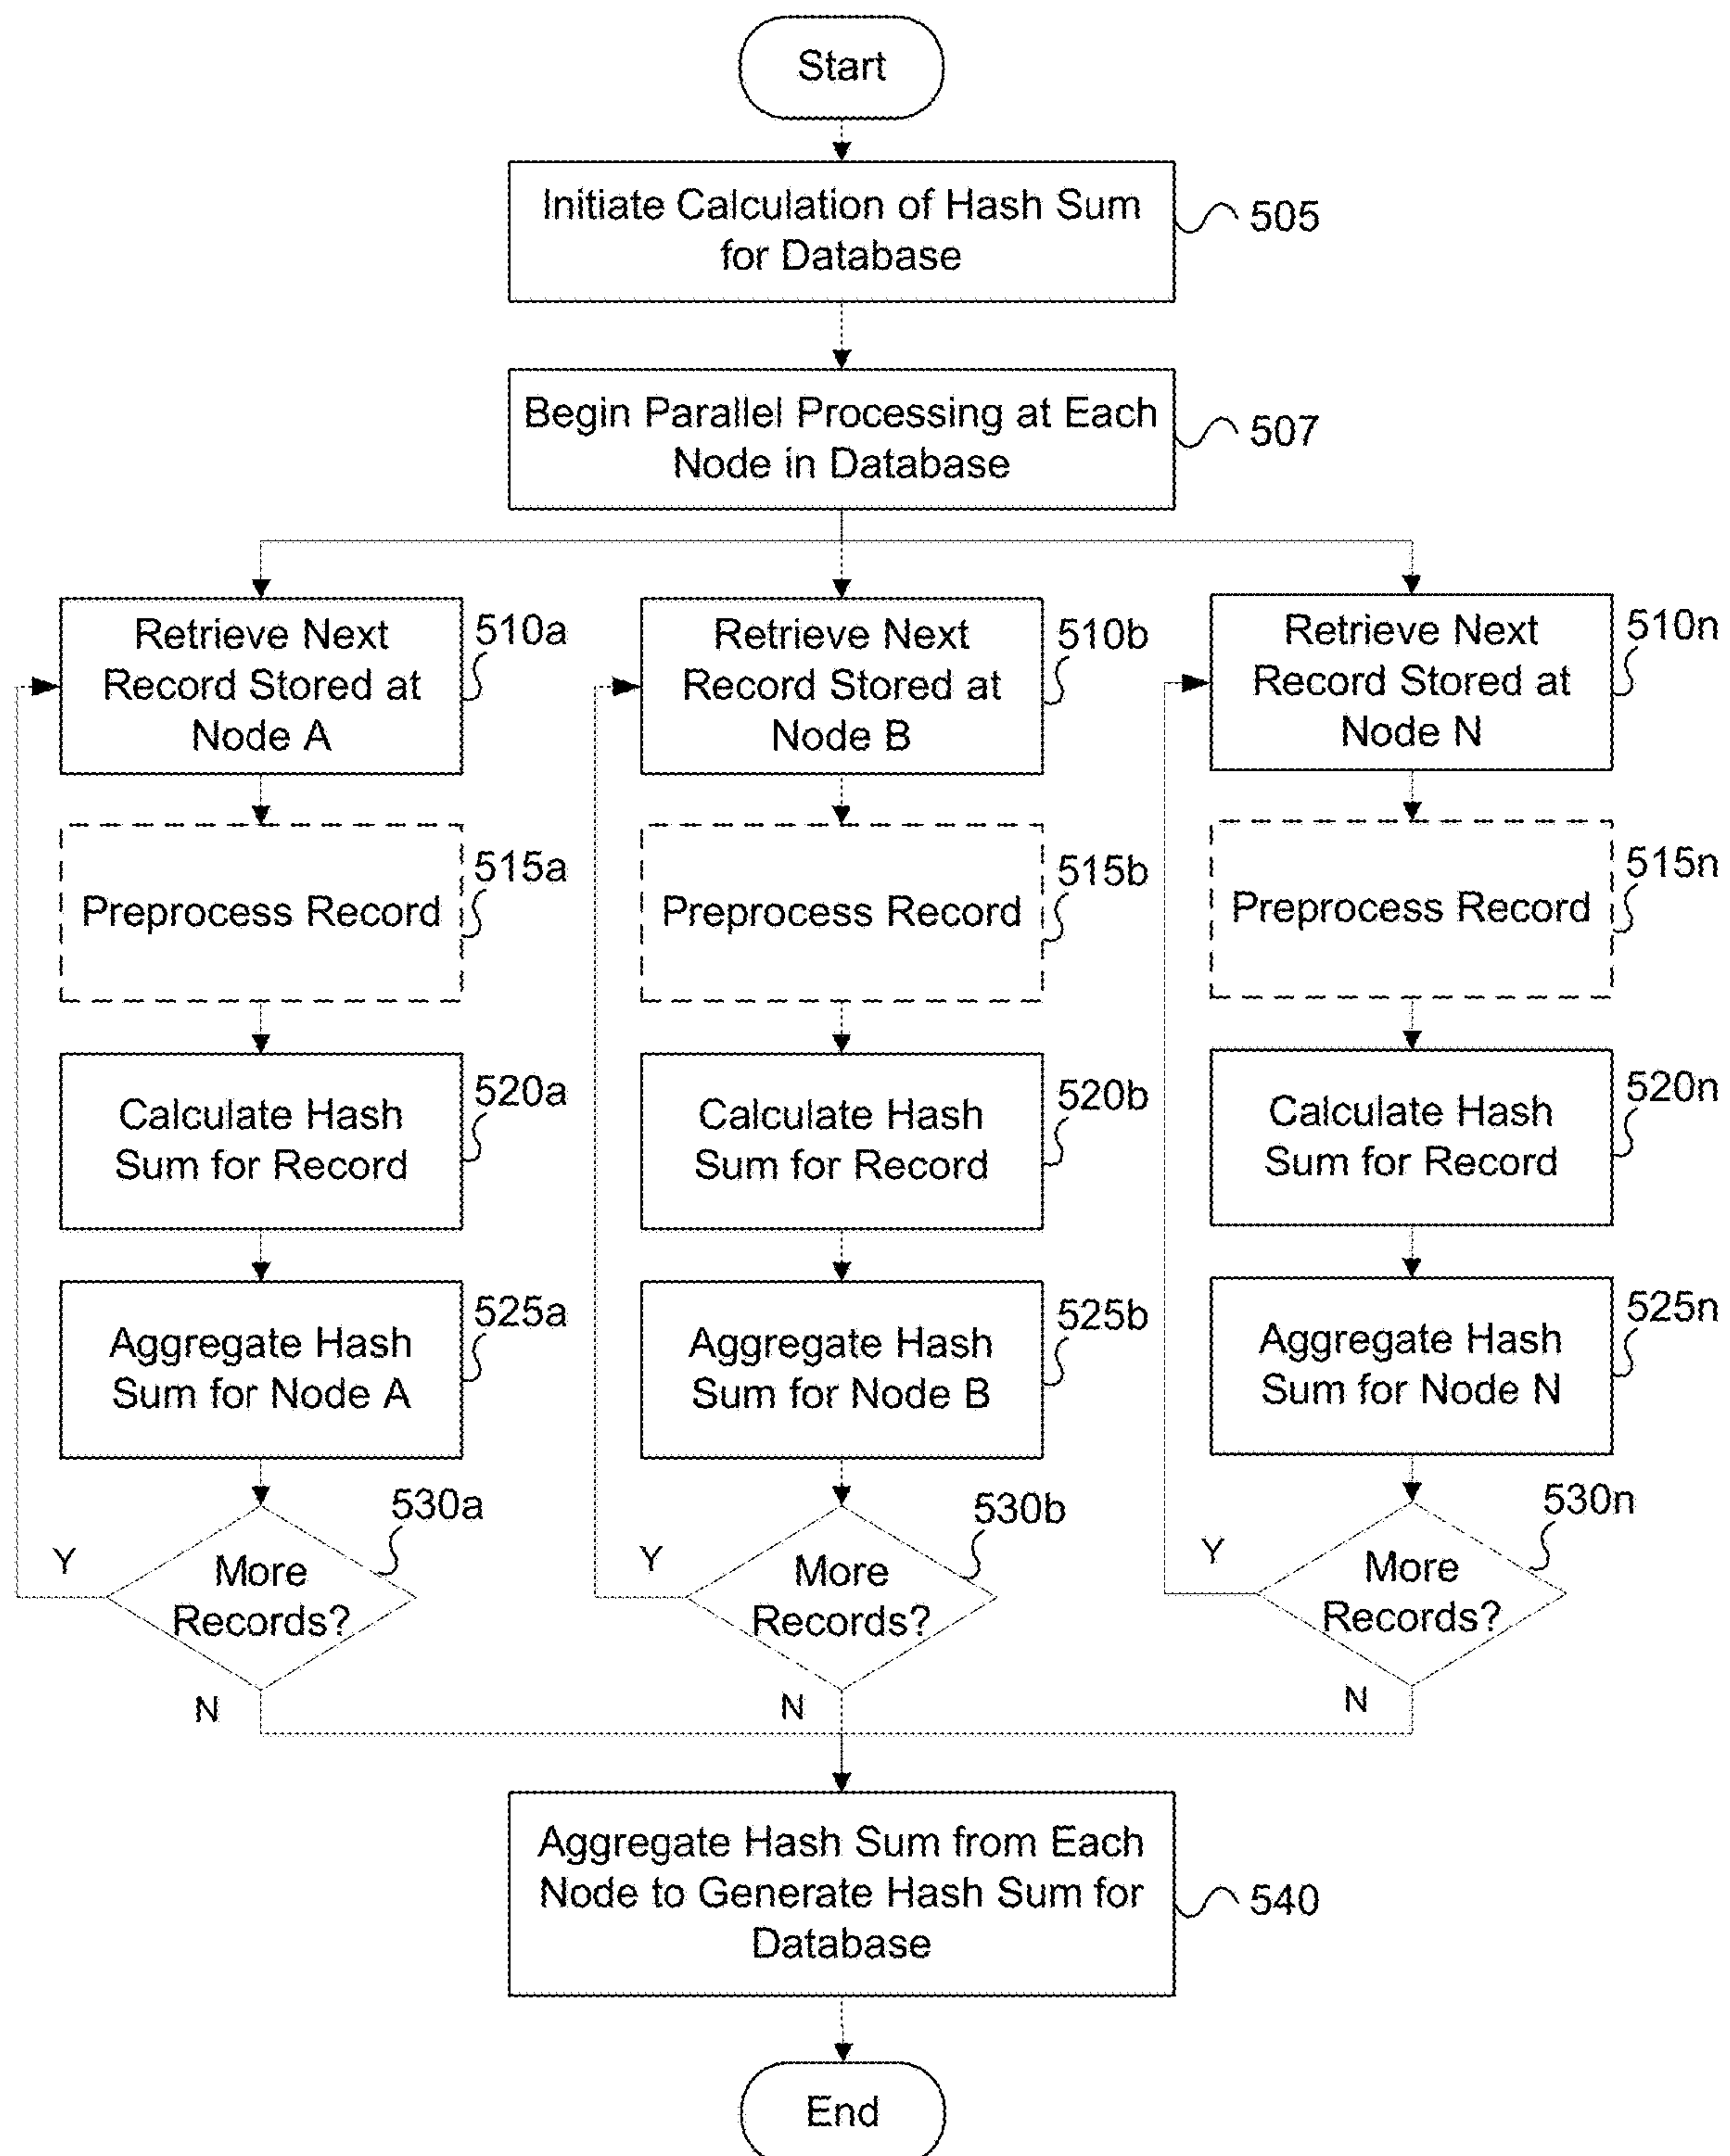 Start
Initiate Calculation of Hash Sum
for Database
505
Begin Parallel Processing at Each
Node in Database
507
Retrieve Next
Record Stored at
Node A
510a
Retrieve Next
Record Stored at
Node B
510b
Retrieve Next
Record Stored at
Node N
510n
Preprocess Record
515a
Preprocess Record
515b
Preprocess Record
515n
Calculate Hash
Sum for Record
520a
Calculate Hash
Sum for Record
520b
Calculate Hash
Sum for Record
520n
Aggregate Hash
Sum for Node A
525a
Aggregate Hash
Sum for Node B
525b
Aggregate Hash
Sum for Node N
525n
More
Records?
530a
Y
N
More
Records?
530b
Y
N
More
Records?
530n
Y
N
Aggregate Hash Sum from Each
Node to Generate Hash Sum for
Database
540
End